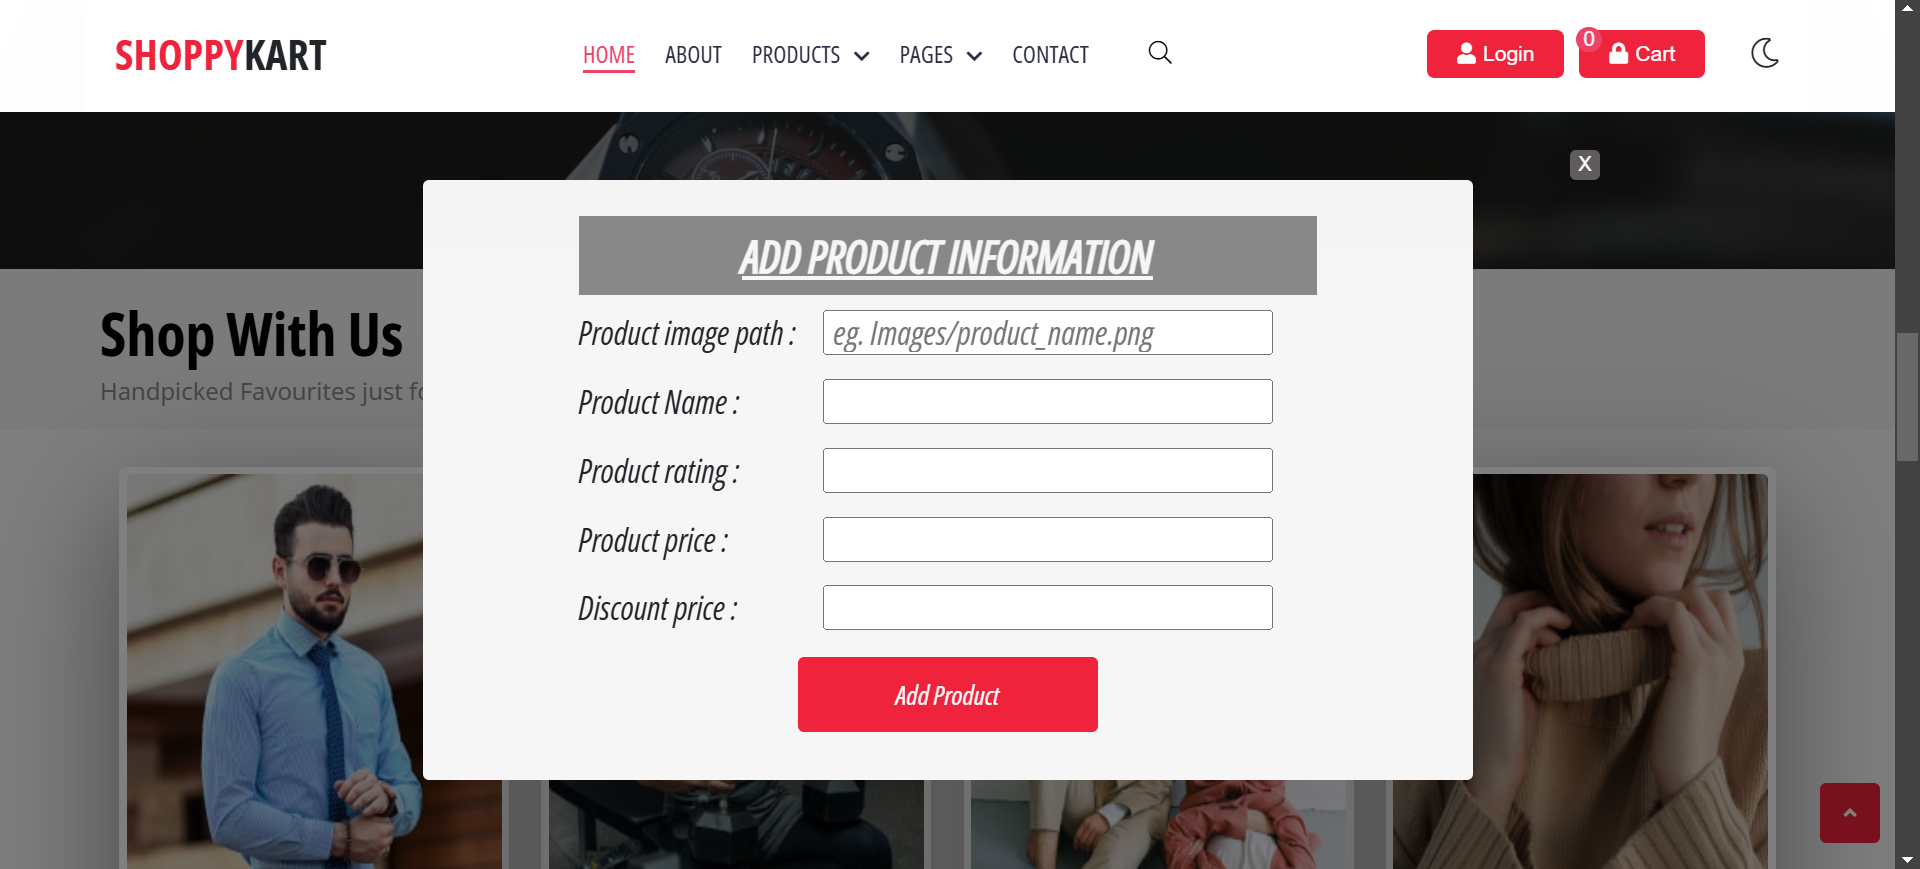 SHOPPYKART
HOME
ABOUT
PRODUCTS
PAGES
CONTACT
Login
0
Cart
X
ADD PRODUCT INFORMATION
Product image path :
eg. Images/product_name.png
Product Name :
Product rating :
Product price :
Discount price :
Add Product
Shop With Us
Handpicked Favourites just fo